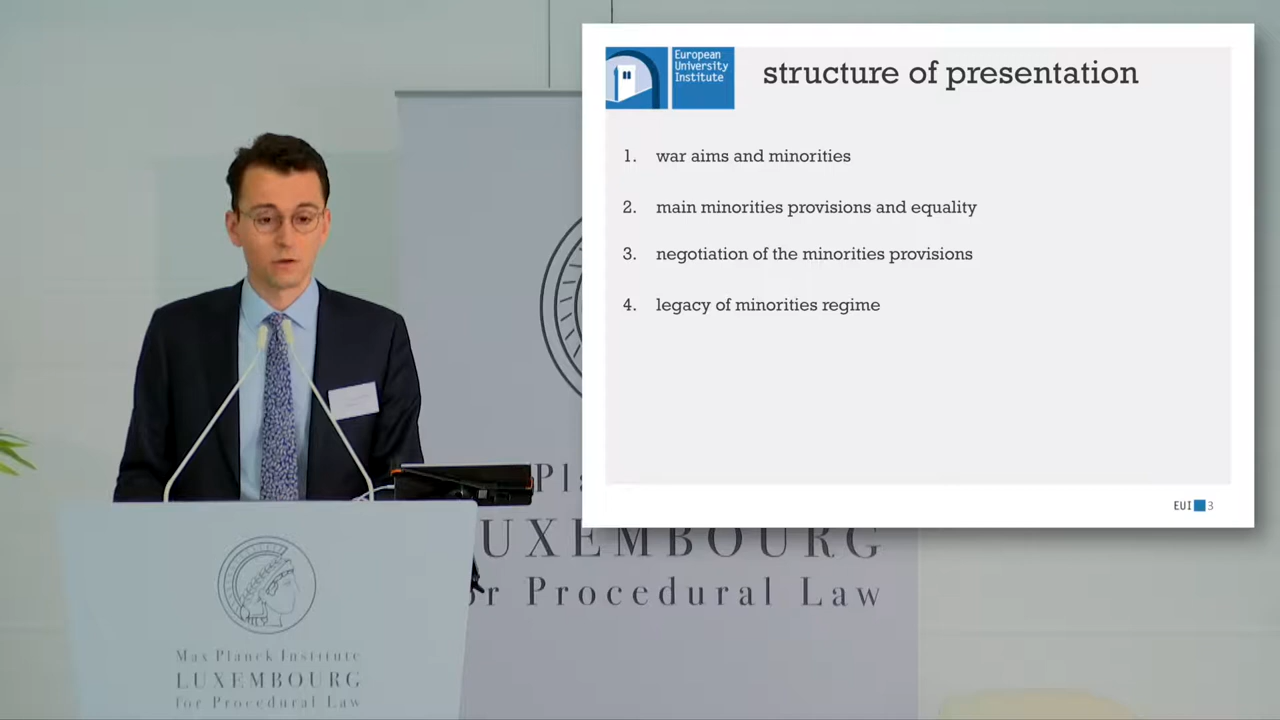 European
University
Institute
structure of presentation
1. war aims and minorities
2. main minorities provisions and equality
3. negotiation of the minorities provisions
4. legacy of minorities regime
EUI 3
LUXEMBOURG
for Procedural Law
Max Planck Institute
LUXEMBOURG
for Procedural Law